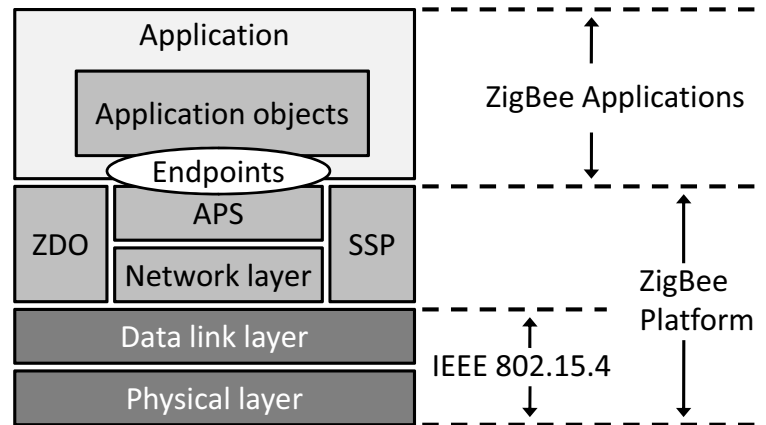 Application
Application objects
Endpoints
ZDO
APS
SSP
Network layer
Data link layer
Physical layer
ZigBee Applications
ZigBee
Platform
IEEE 802.15.4